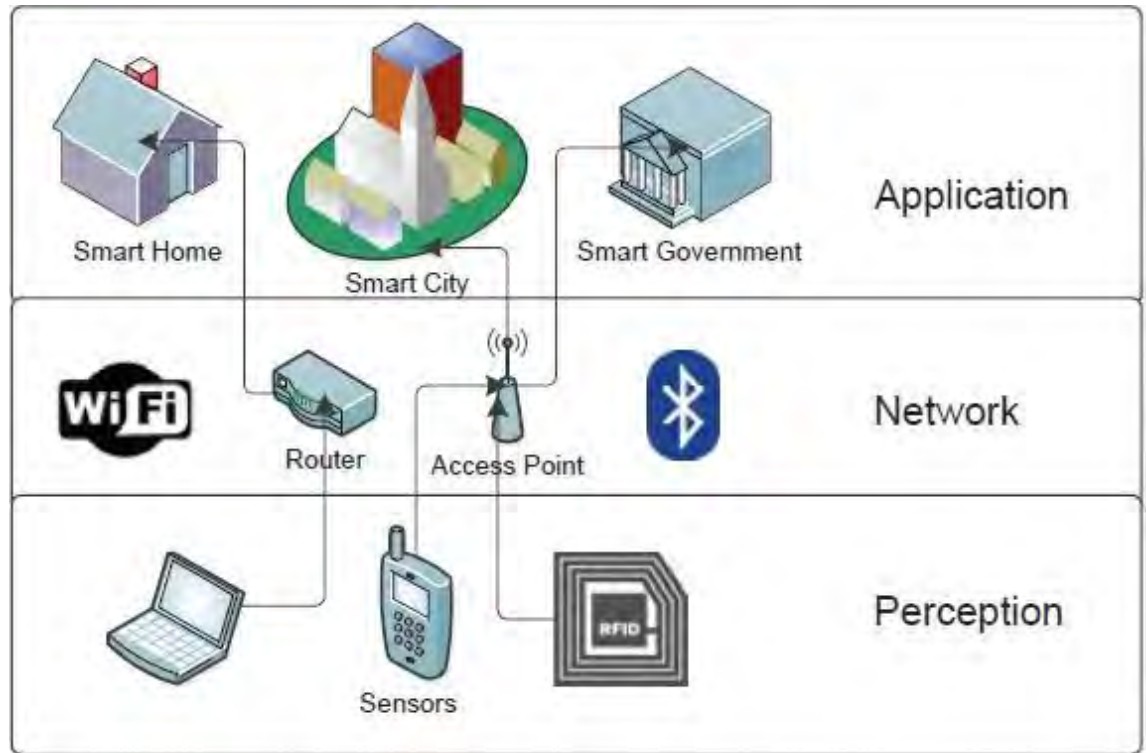 Smart Home
Smart City
Smart Government
Application
WiFi
Router
Access Point
Network
RFID
Sensors
Perception